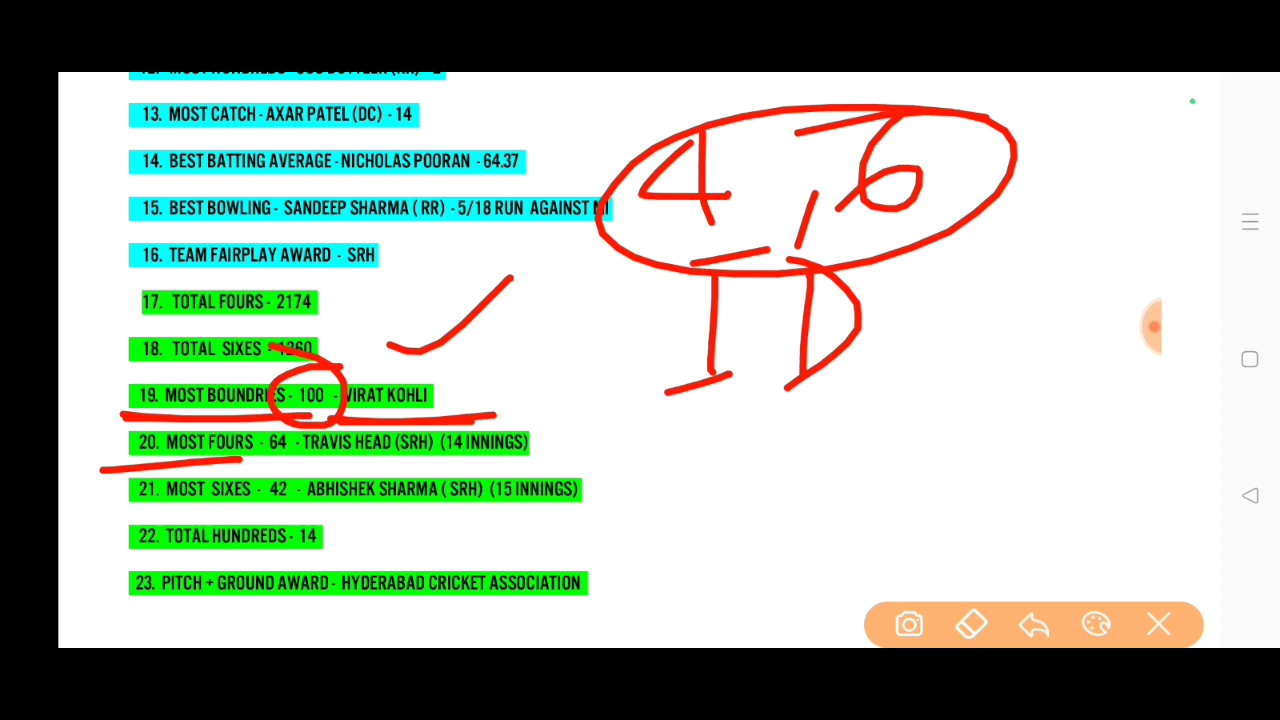 13. MOST CATCH - AXAR PATEL (DC) - 14
14. BEST BATTING AVERAGE - NICHOLAS POORAN - 64.37
15. BEST BOWLING - SANDEEP SHARMA ( RR) - 5/18 RUN AGAINST MI
16. TEAM FAIRPLAY AWARD - SRH
17. TOTAL FOURS - 2174
18. TOTAL SIXES - 1260
19. MOST BOUNDRIES - 100 - VIRAT KOHLI
20. MOST FOURS - 64 - TRAVIS HEAD (SRH) (14 INNINGS)
21. MOST SIXES - 42 - ABHISHEK SHARMA ( SRH) (15 INNINGS)
22. TOTAL HUNDREDS - 14
23. PITCH + GROUND AWARD - HYDERABAD CRICKET ASSOCIATION
4 6